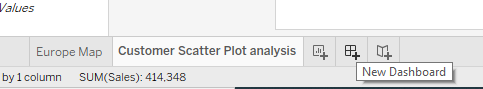 Values
Europe Map Customer Scatter Plot analysis
New Dashboard
by 1 column SUM(Sales): 414,348